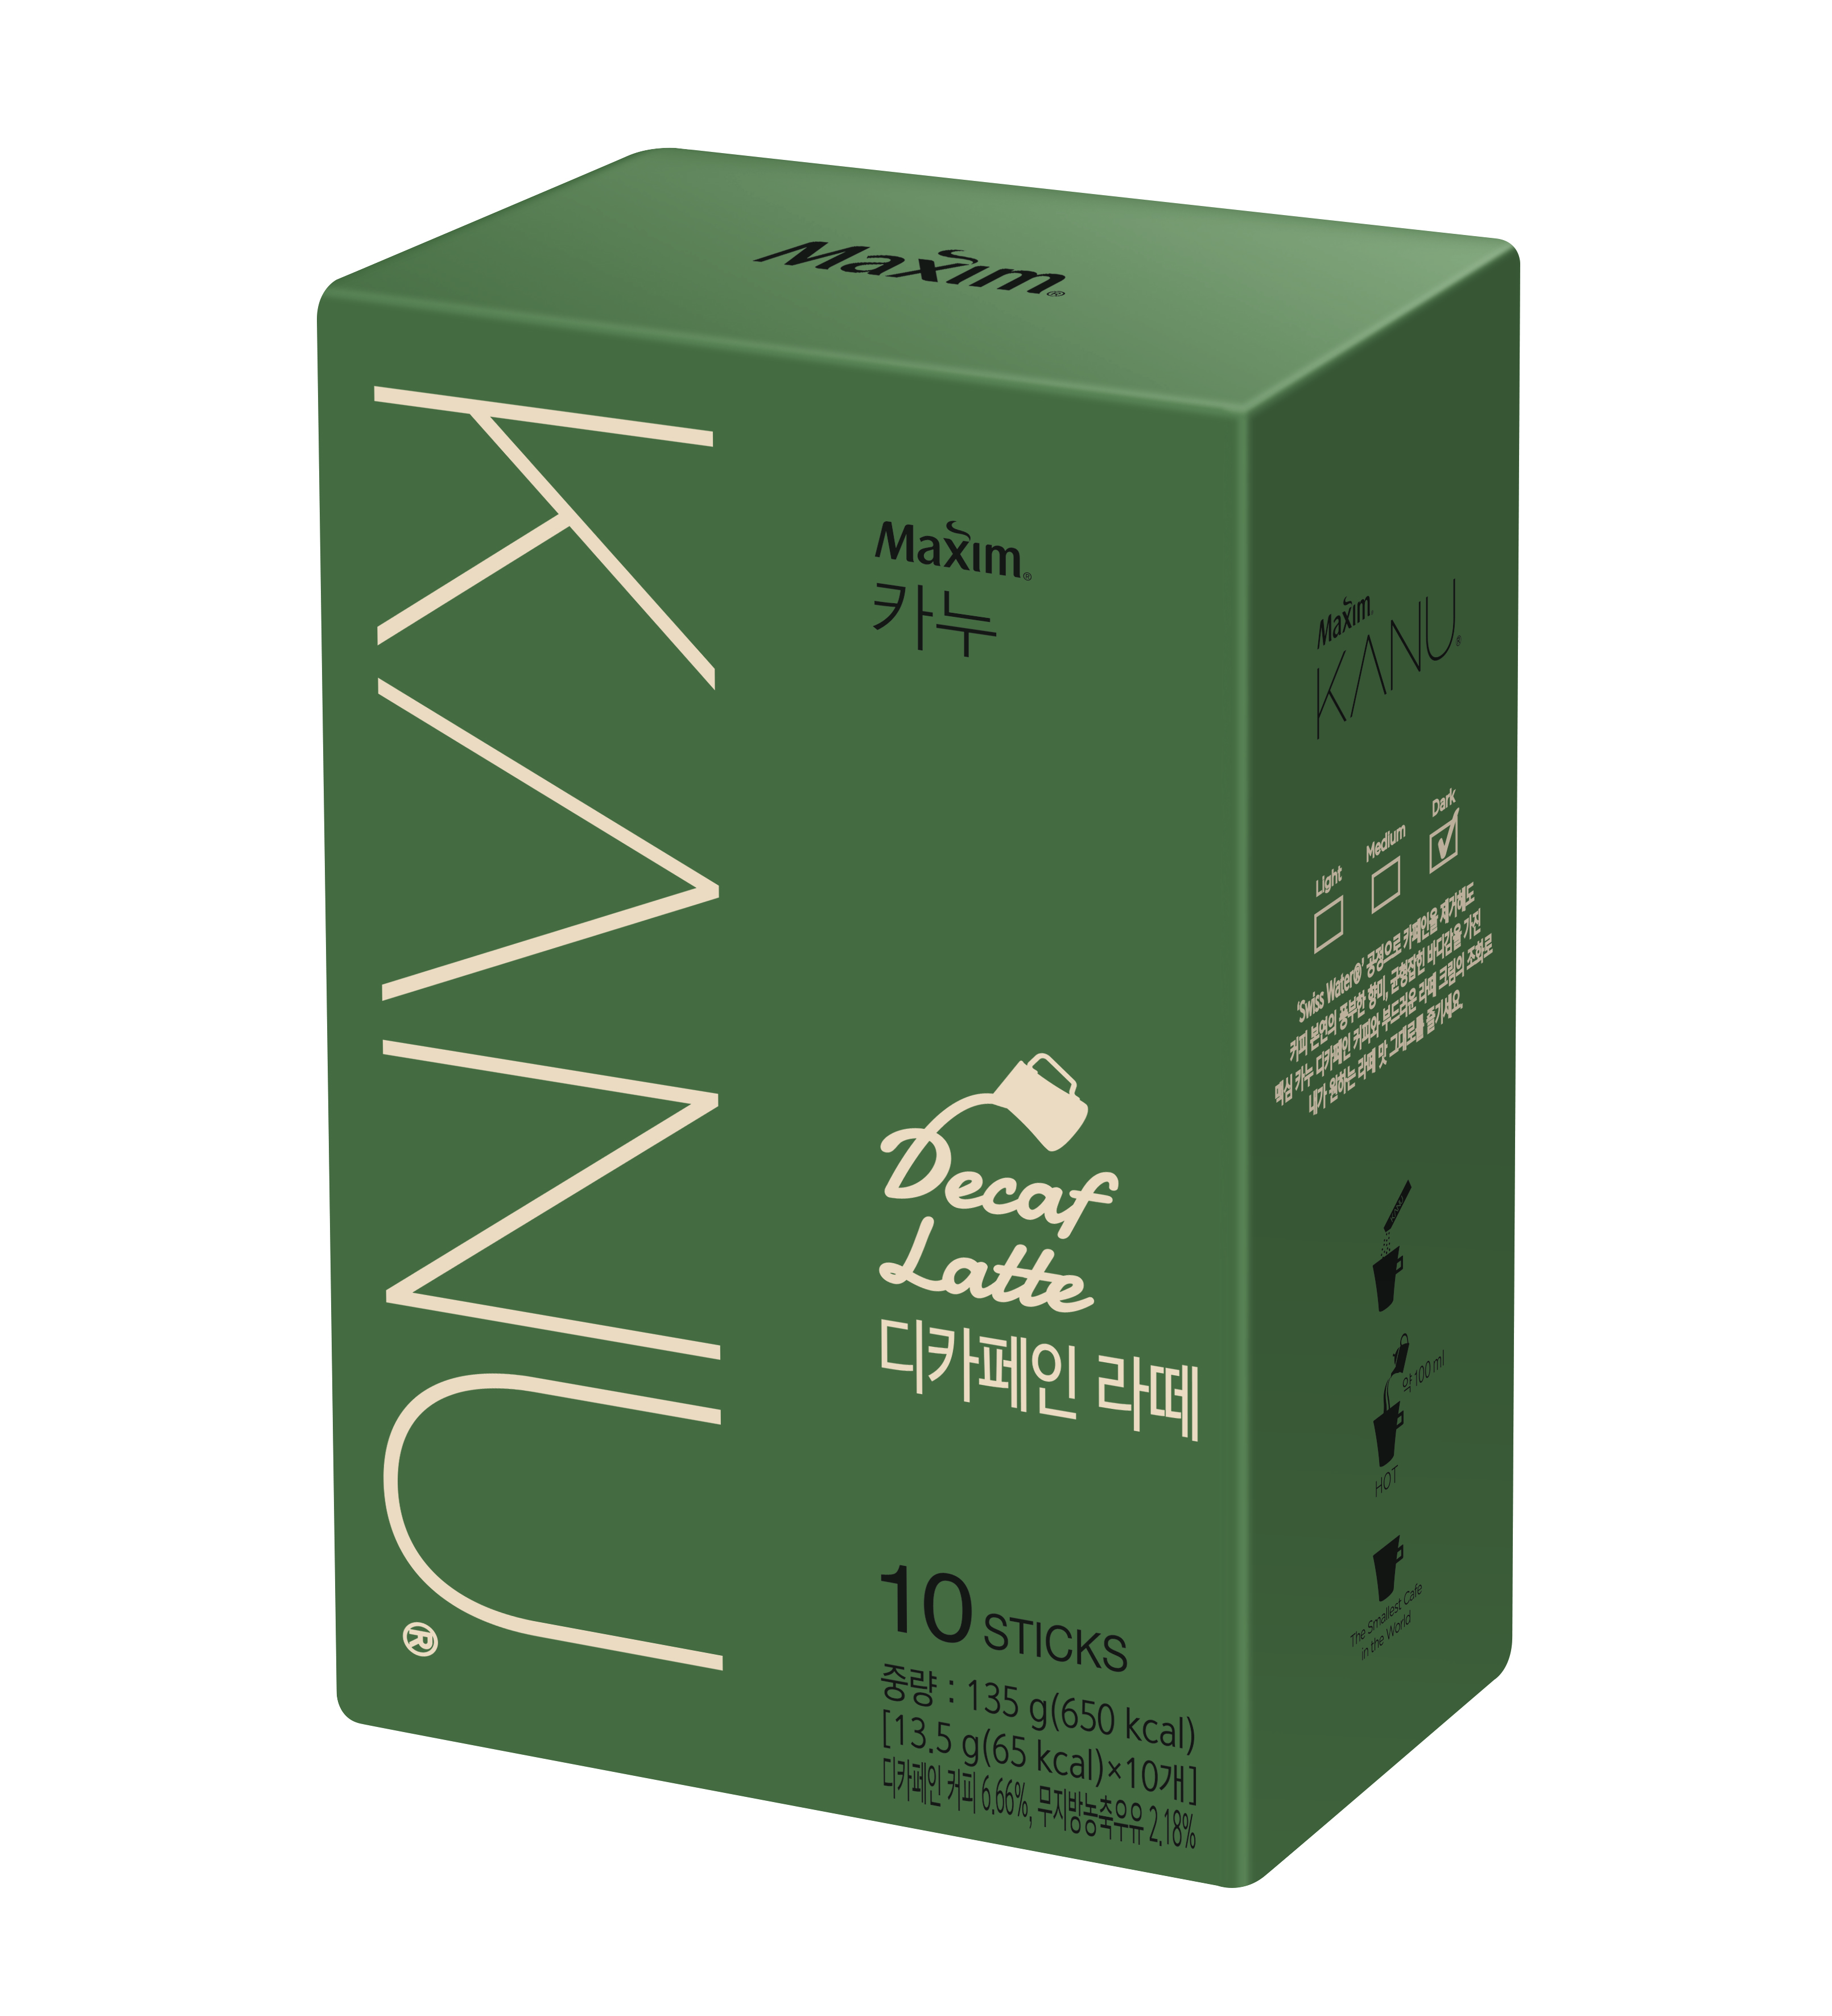 Maxim®
KANU®
Maxim®
카누
Decaf
Latte
디카페인 라떼
10 STICKS
중량 : 135 g(650 kcal)
[13.5 g(65 kcal)×10개]
디카페인 커피 6.66%, 무지방농축우유 2.18%
Maxim®
KANU®
Light
Medium
Dark
'Swiss Water®' 공정으로 카페인을 제거해도
커피 본연의 풍부한 향미, 균형잡힌 바디감을 가진
맥심 카누 디카페인 커피와 부드러운 라떼 크림의 조화로
내가 원하는 라떼 맛 그대로를 즐기세요.
약 100 ml
HOT
The Smallest Cafe
in the World